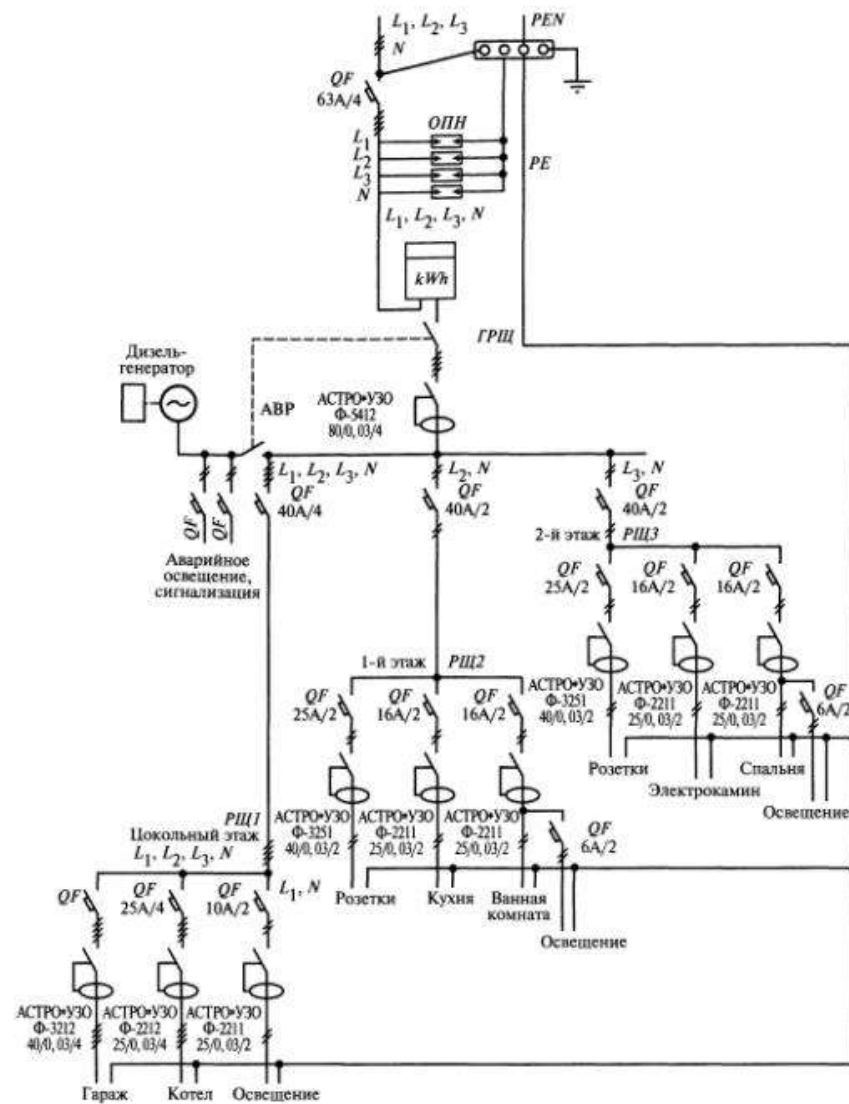 L1, L2, L3
N
PEN
QF
63А/4
ОПН
L1
L2
L3
N
PE
L1, L2, L3, N
kWh
ГРЩ
Дизель-
генератор
АВР
АСТРО•УЗО
Ф-5412
80/0, 03/4
L1, L2, L3, N
L2, N
L3, N
QF
QF
QF
40А/4
QF
40А/2
QF
40А/2
Аварийное
освещение,
сигнализация
2-й этаж
РЩ3
QF
25А/2
QF
16А/2
QF
16А/2
АСТРО•УЗО
Ф-3251
40/0, 03/2
АСТРО•УЗО
Ф-2211
25/0, 03/2
АСТРО•УЗО
Ф-2211
25/0, 03/2
QF
6А/2
Розетки
Электрокамин
Спальня
Освещение
1-й этаж
РЩ2
QF
25А/2
QF
16А/2
QF
16А/2
АСТРО•УЗО
Ф-3251
40/0, 03/2
АСТРО•УЗО
Ф-2211
25/0, 03/2
АСТРО•УЗО
Ф-2211
25/0, 03/2
QF
6А/2
Розетки
Кухня
Ванная
комната
Освещение
РЩ1
Цокольный этаж
L1, L2, L3, N
QF
QF
25А/4
QF
10А/2
L1, N
АСТРО•УЗО
Ф-3212
40/0, 03/4
АСТРО•УЗО
Ф-2212
25/0, 03/4
АСТРО•УЗО
Ф-2211
25/0, 03/2
Гараж
Котел
Освещение